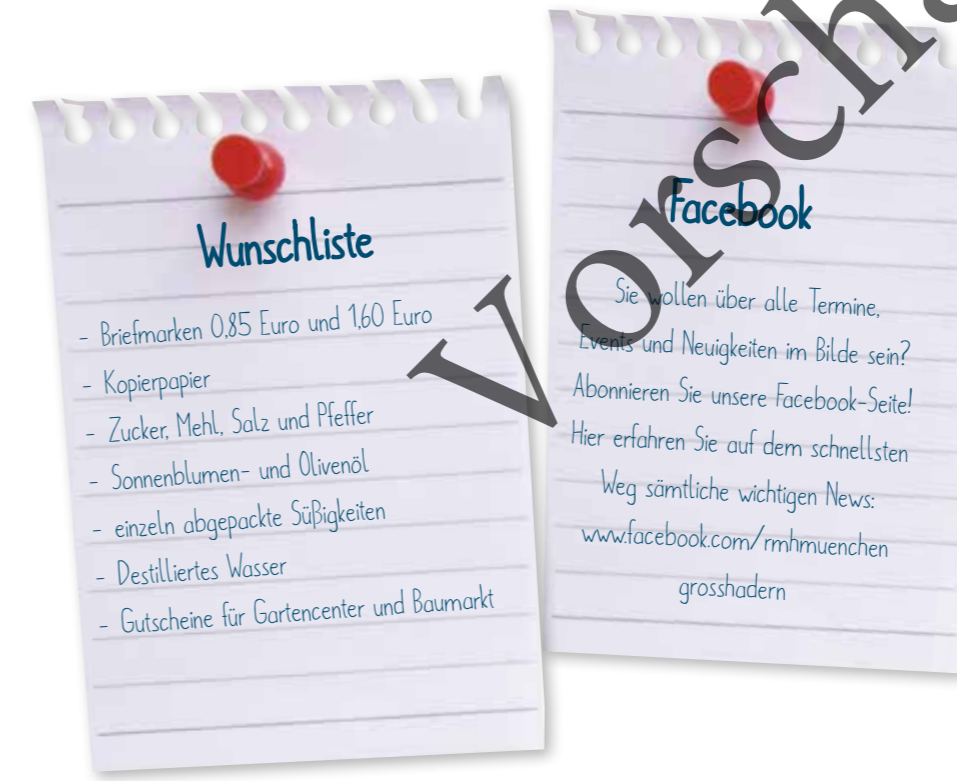 Wunschliste
- Briefmarken 0,85 Euro und 1,60 Euro
- Kopierpapier
- Zucker, Mehl, Salz und Pfeffer
- Sonnenblumen- und Olivenöl
- einzeln abgepackte Süßigkeiten
- Destilliertes Wasser
- Gutscheine für Gartencenter und Baumarkt
Facebook
Sie wollen über alle Termine,
Events und Neuigkeiten im Bilde sein?
Abonnieren Sie unsere Facebook-Seite!
Hier erfahren Sie auf dem schnellsten
Weg sämtliche wichtigen News:
www.facebook.com/rmhmuenchen
grosshadern